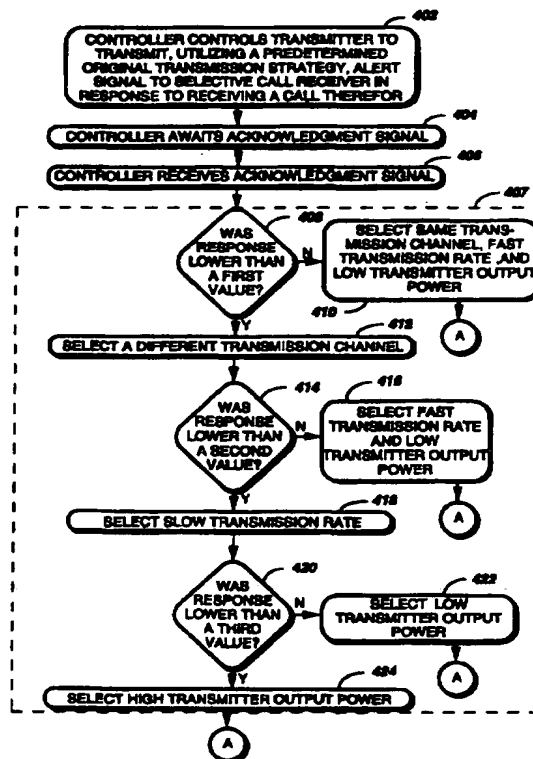 402
CONTROLLER CONTROLS TRANSMITTER TO
TRANSMIT, UTILIZING A PREDETERMINED
ORIGINAL TRANSMISSION STRATEGY, ALERT
SIGNAL TO SELECTIVE CALL RECEIVER IN
RESPONSE TO RECEIVING A CALL THEREFOR
404
CONTROLLER AWAITS ACKNOWLEDGMENT SIGNAL
406
CONTROLLER RECEIVES ACKNOWLEDGMENT SIGNAL
407
408
WAS
RESPONSE
LOWER THAN
A FIRST
VALUE?
N
SELECT SAME TRANS-
MISSION CHANNEL, FAST
TRANSMISSION RATE ,AND
LOW TRANSMITTER OUTPUT
POWER
410
A
Y
412
SELECT A DIFFERENT TRANSMISSION CHANNEL
414
WAS
RESPONSE
LOWER THAN
A SECOND
VALUE?
N
416
SELECT FAST
TRANSMISSION RATE
AND LOW
TRANSMITTER OUTPUT
POWER
A
Y
418
SELECT SLOW TRANSMISSION RATE
420
WAS
RESPONSE
LOWER THAN
A THIRD
VALUE?
N
422
SELECT LOW
TRANSMITTER OUTPUT
POWER
A
Y
424
SELECT HIGH TRANSMITTER OUTPUT POWER
A